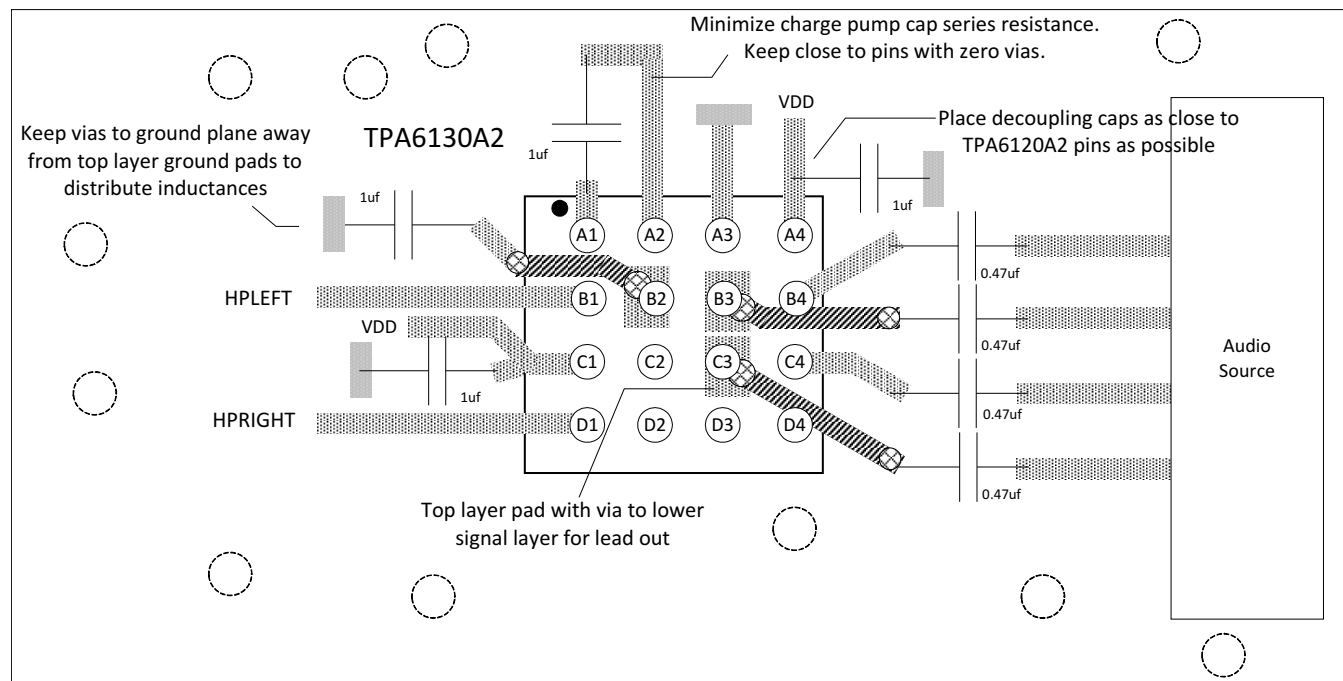 Minimize charge pump cap series resistance.
Keep close to pins with zero vias.
Keep vias to ground plane away
from top layer ground pads to
distribute inductances
TPA6130A2
1uf
VDD
Place decoupling caps as close to
TPA6120A2 pins as possible
1uf
1uf
A1 A2 A3 A4
0.47uf
HPLEFT
B1 B2 B3 B4
0.47uf
VDD
C1 C2 C3 C4
1uf
0.47uf
HPRIGHT
D1 D2 D3 D4
0.47uf
Audio
Source
Top layer pad with via to lower
signal layer for lead out